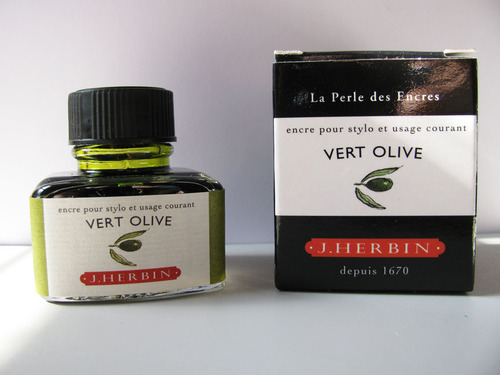 encre pour stylo et usage courant
VERT OLIVE
· J. HERBIN ·
La Perle des Encres
encre pour stylo et usage courant
VERT OLIVE
· J. HERBIN ·
depuis 1670